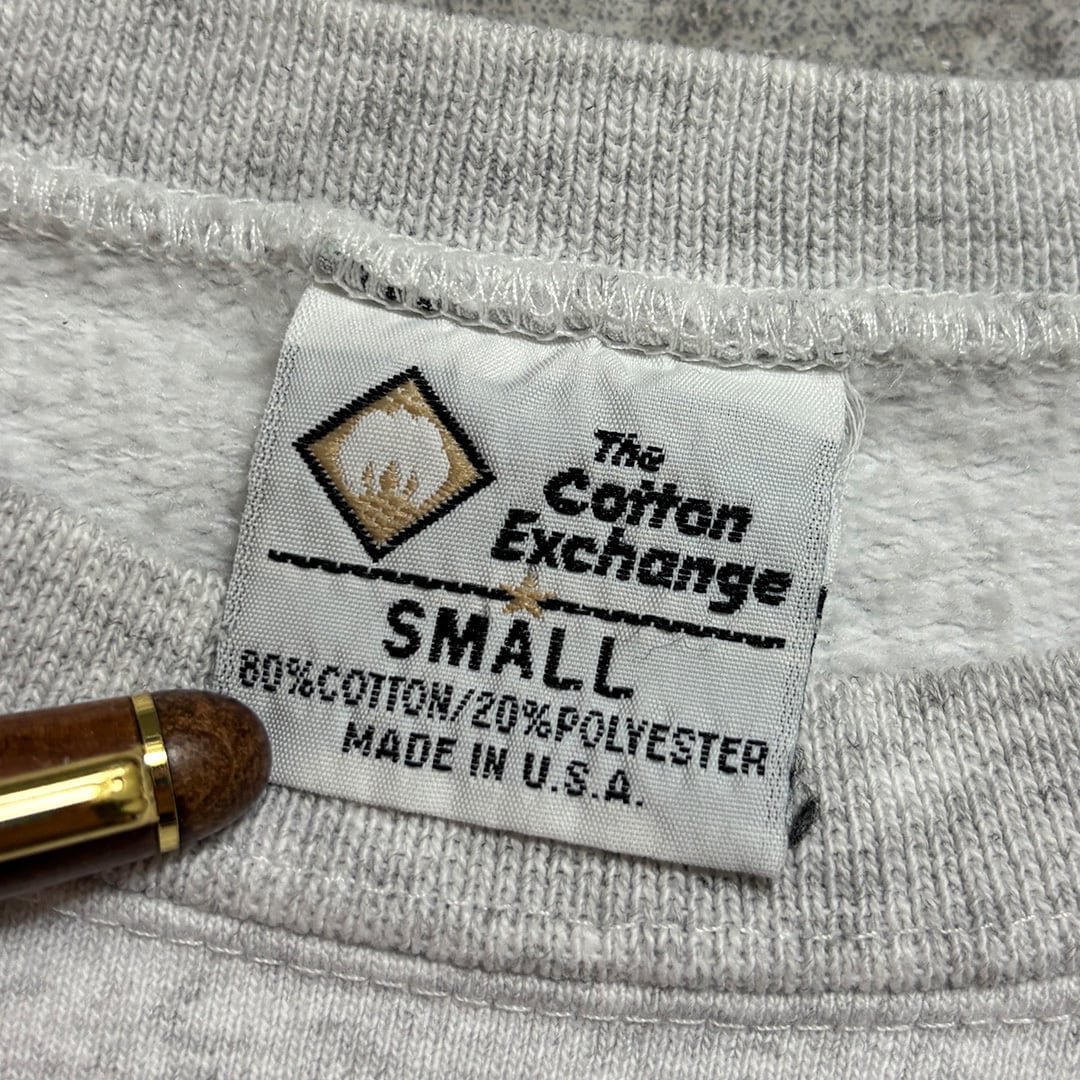 The
Cotton
Exchange
SMALL
80%COTTON/20%POLYESTER
MADE IN U.S.A.